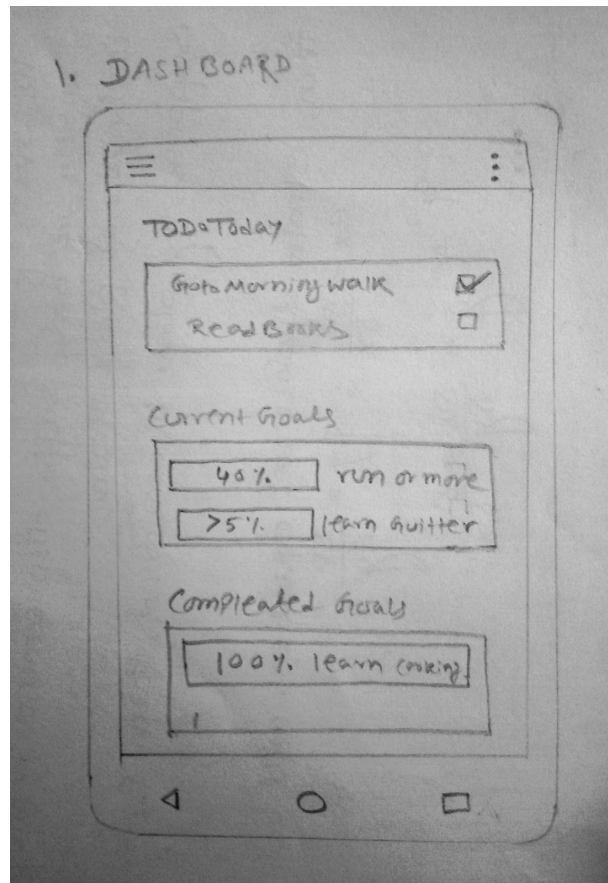 1. DASHBOARD
TODoToday
Goto Morning walk
Read Books
Current Goals
40% run or more
>5% learn Guitter
Compleated Goals
100% learn cooking